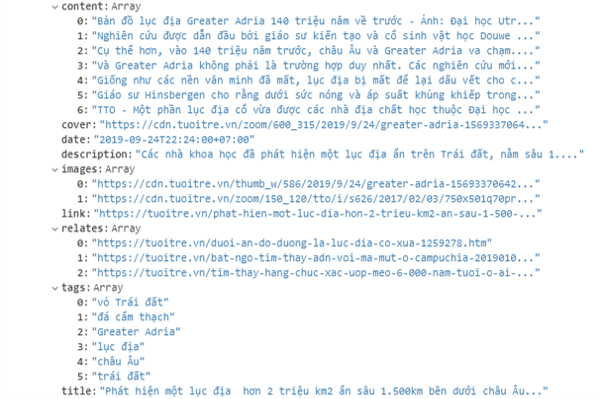 content: Array
0: "Bản đồ lục địa Greater Adria 140 triệu năm về trước - Ảnh: Đại học Utr..."
1: "Nghiên cứu được dẫn đầu bởi giáo sư kiến tạo và cổ sinh vật học Douwe ..."
2: "Cụ thể hơn, vào 140 triệu năm trước, châu Âu và Greater Adria va chạm...."
3: "Và Greater Adria không phải là trường hợp duy nhất. Các nghiên cứu mới..."
4: "Giống như các nền văn minh đã mất, lục địa bị mất để lại dấu vết cho c..."
5: "Giáo sư Hinsbergen cho rằng dưới sức nóng và áp suất khủng khiếp trong..."
6: "TTO - Một phần lục địa cổ vừa được các nhà địa chất học thuộc Đại học ..."
cover: "https://cdn.tuoitre.vn/zoom/600_315/2019/9/24/greater-adria-1569337064..."
date: "2019-09-24T22:24:00+07:00"
description: "Các nhà khoa học đã phát hiện một lục địa ẩn trên Trái đất, nằm sâu 1...."
images: Array
0: "https://cdn.tuoitre.vn/thumb_w/586/2019/9/24/greater-adria-15693370642..."
1: "https://cdn.tuoitre.vn/zoom/150_120/tto/i/s626/2017/02/03/750x501q70pr..."
link: "https://tuoitre.vn/phat-hien-mot-luc-dia-hon-2-trieu-km2-an-sau-1-500-..."
relates: Array
0: "https://tuoitre.vn/duoi-an-do-duong-la-luc-dia-co-xua-1259278.htm"
1: "https://tuoitre.vn/bat-ngo-tim-thay-adn-voi-ma-mut-o-campuchia-2019010..."
2: "https://tuoitre.vn/tim-thay-hang-chuc-xac-uop-meo-6-000-nam-tuoi-o-ai-..."
tags: Array
0: "vỏ Trái đất"
1: "đá cẩm thạch"
2: "Greater Adria"
3: "lục địa"
4: "châu Âu"
5: "trái đất"
title: "Phát hiện một lục địa  hơn 2 triệu km2 ẩn sâu 1.500km bên dưới châu Âu..."